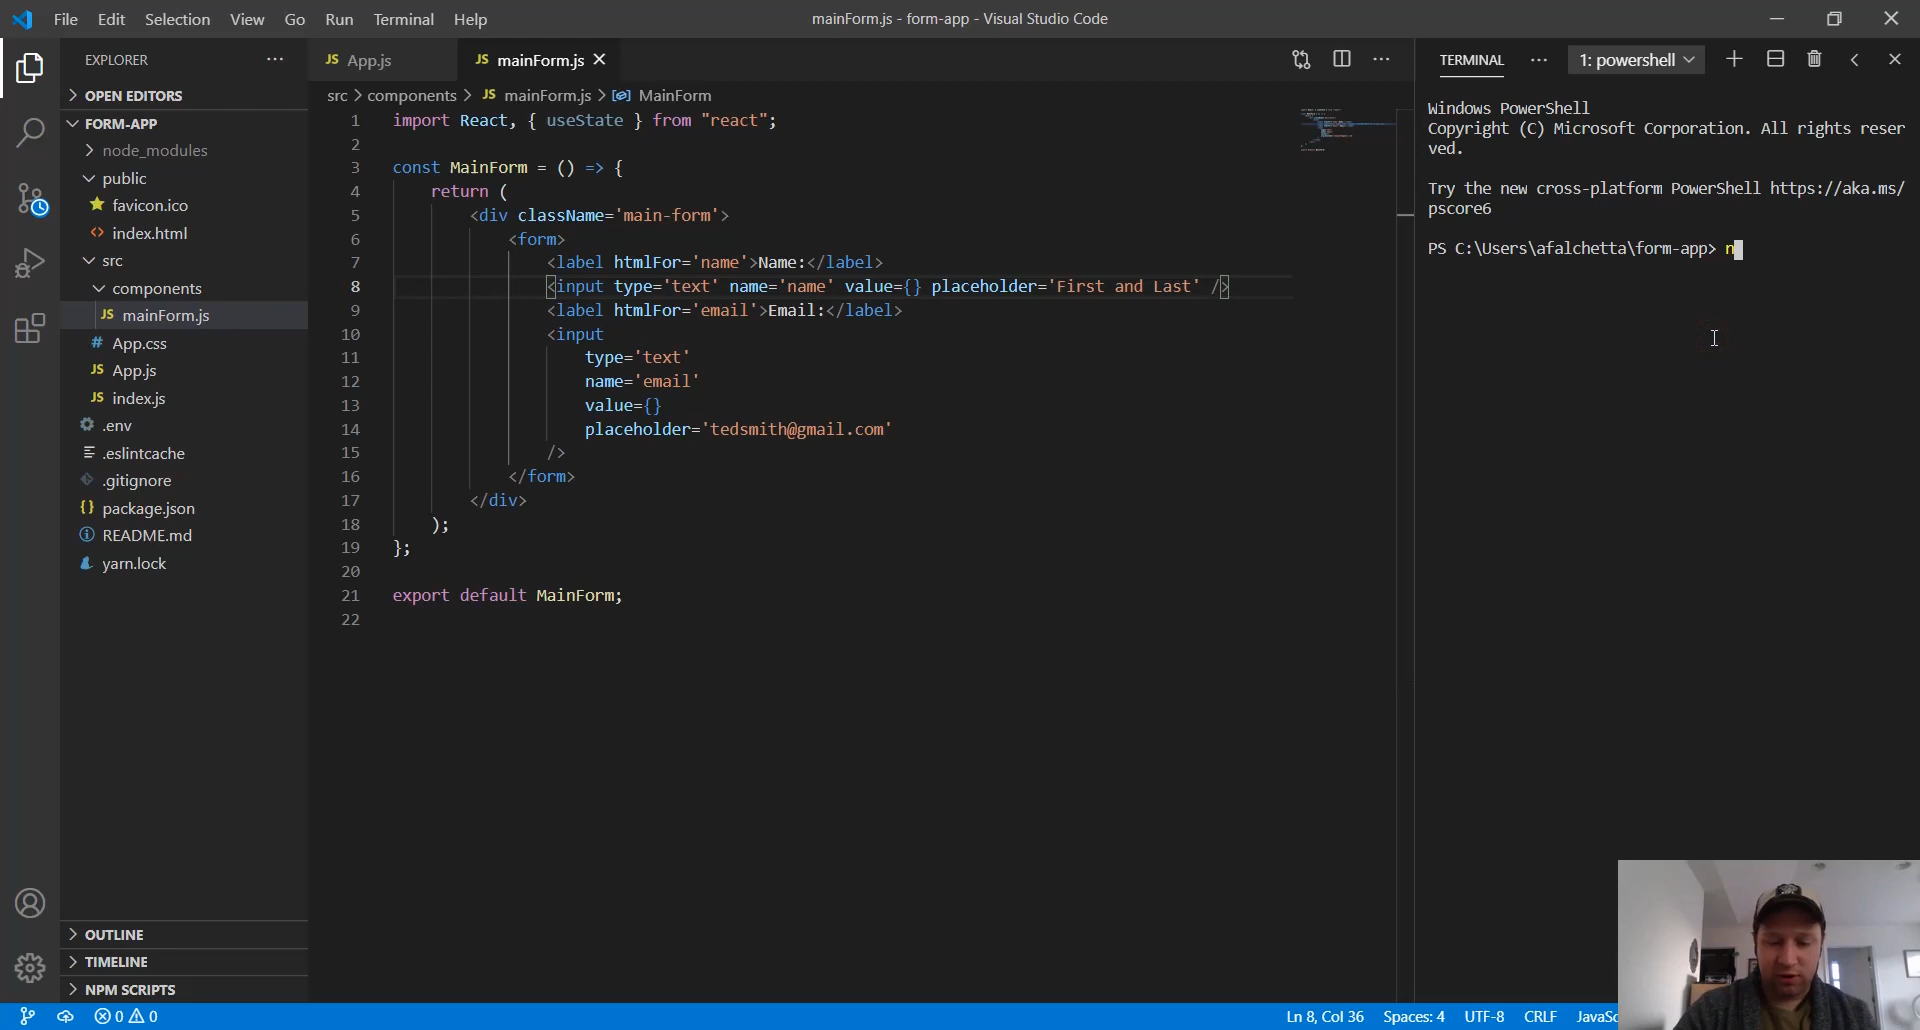 File Edit Selection View Go Run Terminal Help
mainForm.js - form-app - Visual Studio Code
EXPLORER
OPEN EDITORS
FORM-APP
node_modules
public
favicon.ico
index.html
src
components
JS mainForm.js
# App.css
JS App.js
JS index.js
.env
.eslintcache
.gitignore
{} package.json
README.md
yarn.lock
OUTLINE
TIMELINE
NPM SCRIPTS
JS App.js
JS mainForm.js
src > components > JS mainForm.js > MainForm
1 import React, { useState } from "react";
2
3 const MainForm = () => {
4 return (
5 <div className='main-form'>
6 <form>
7 <label htmlFor='name'>Name:</label>
8 <input type='text' name='name' value={} placeholder='First and Last' />
9 <label htmlFor='email'>Email:</label>
10 <input
11 type='text'
12 name='email'
13 value={}
14 placeholder='tedsmith@gmail.com'
15 />
16 </form>
17 </div>
18 );
19 };
20
21 export default MainForm;
22
TERMINAL
1: powershell
Windows PowerShell
Copyright (C) Microsoft Corporation. All rights reser
ved.
Try the new cross-platform PowerShell https://aka.ms/
pscore6
PS C:\Users\afalchetta\form-app> n
0 0
Ln 8, Col 36 Spaces: 4 UTF-8 CRLF JavaSc